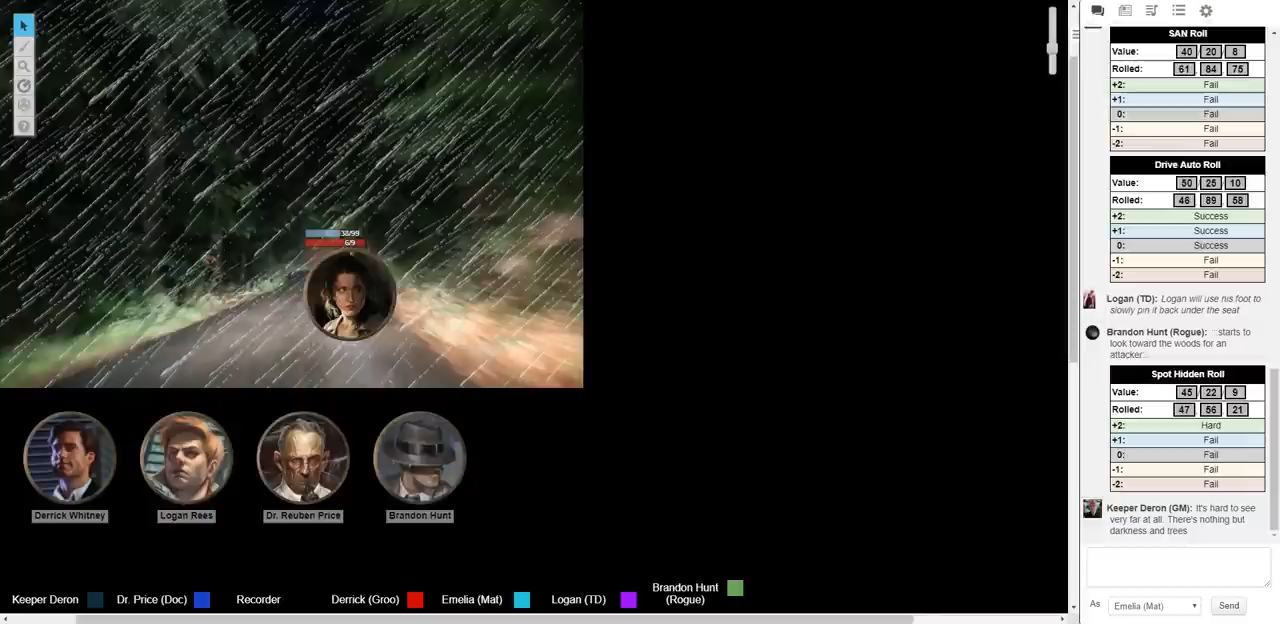 38/99
6/9
Derrick Whitney
Logan Rees
Dr. Reuben Price
Brandon Hunt
Keeper Deron
Dr. Price (Doc)
Recorder
Derrick (Groo)
Emelia (Mat)
Logan (TD)
Brandon Hunt
(Rogue)
SAN Roll
Value: 40 20 8
Rolled: 61 84 75
+2: Fail
+1: Fail
0: Fail
-1: Fail
-2: Fail
Drive Auto Roll
Value: 50 25 10
Rolled: 46 89 58
+2: Success
+1: Success
0: Success
-1: Fail
-2: Fail
Logan (TD): Logan will use his foot to
slowly pin it back under the seat
Brandon Hunt (Rogue): ::starts to
look toward the woods for an
attacker::
Spot Hidden Roll
Value: 45 22 9
Rolled: 47 56 21
+2: Hard
+1: Fail
0: Fail
-1: Fail
-2: Fail
Keeper Deron (GM): It's hard to see
very far at all. There's nothing but
darkness and trees
As Emelia (Mat) Send